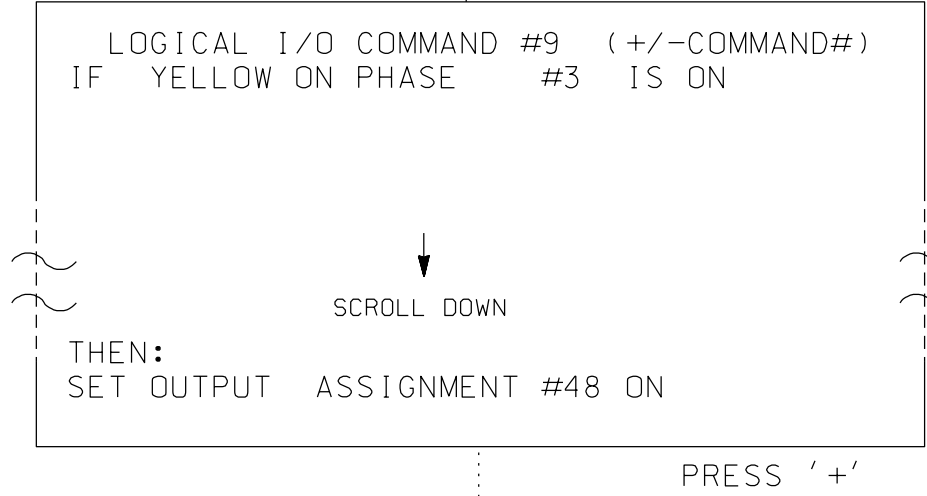 LOGICAL I/O COMMAND #9 (+/-COMMAND#)
IF YELLOW ON PHASE #3 IS ON
SCROLL DOWN
THEN:
SET OUTPUT ASSIGNMENT #48 ON
PRESS '+'